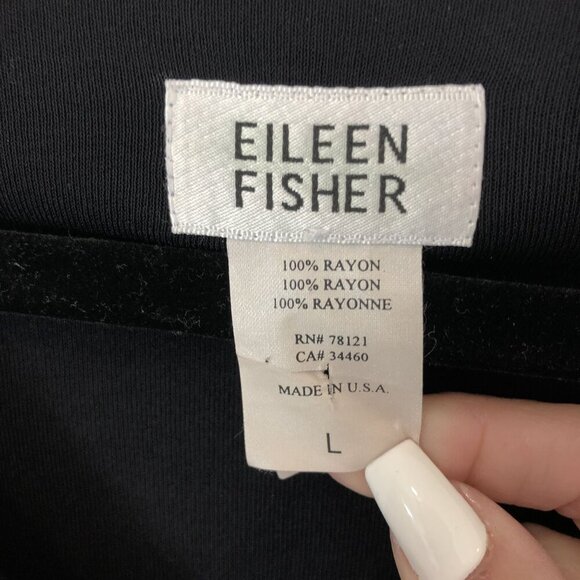 EILEEN
FISHER
100% RAYON
100% RAYON
100% RAYONNE
RN# 78121
CA# 34460
MADE IN U.S.A.
L